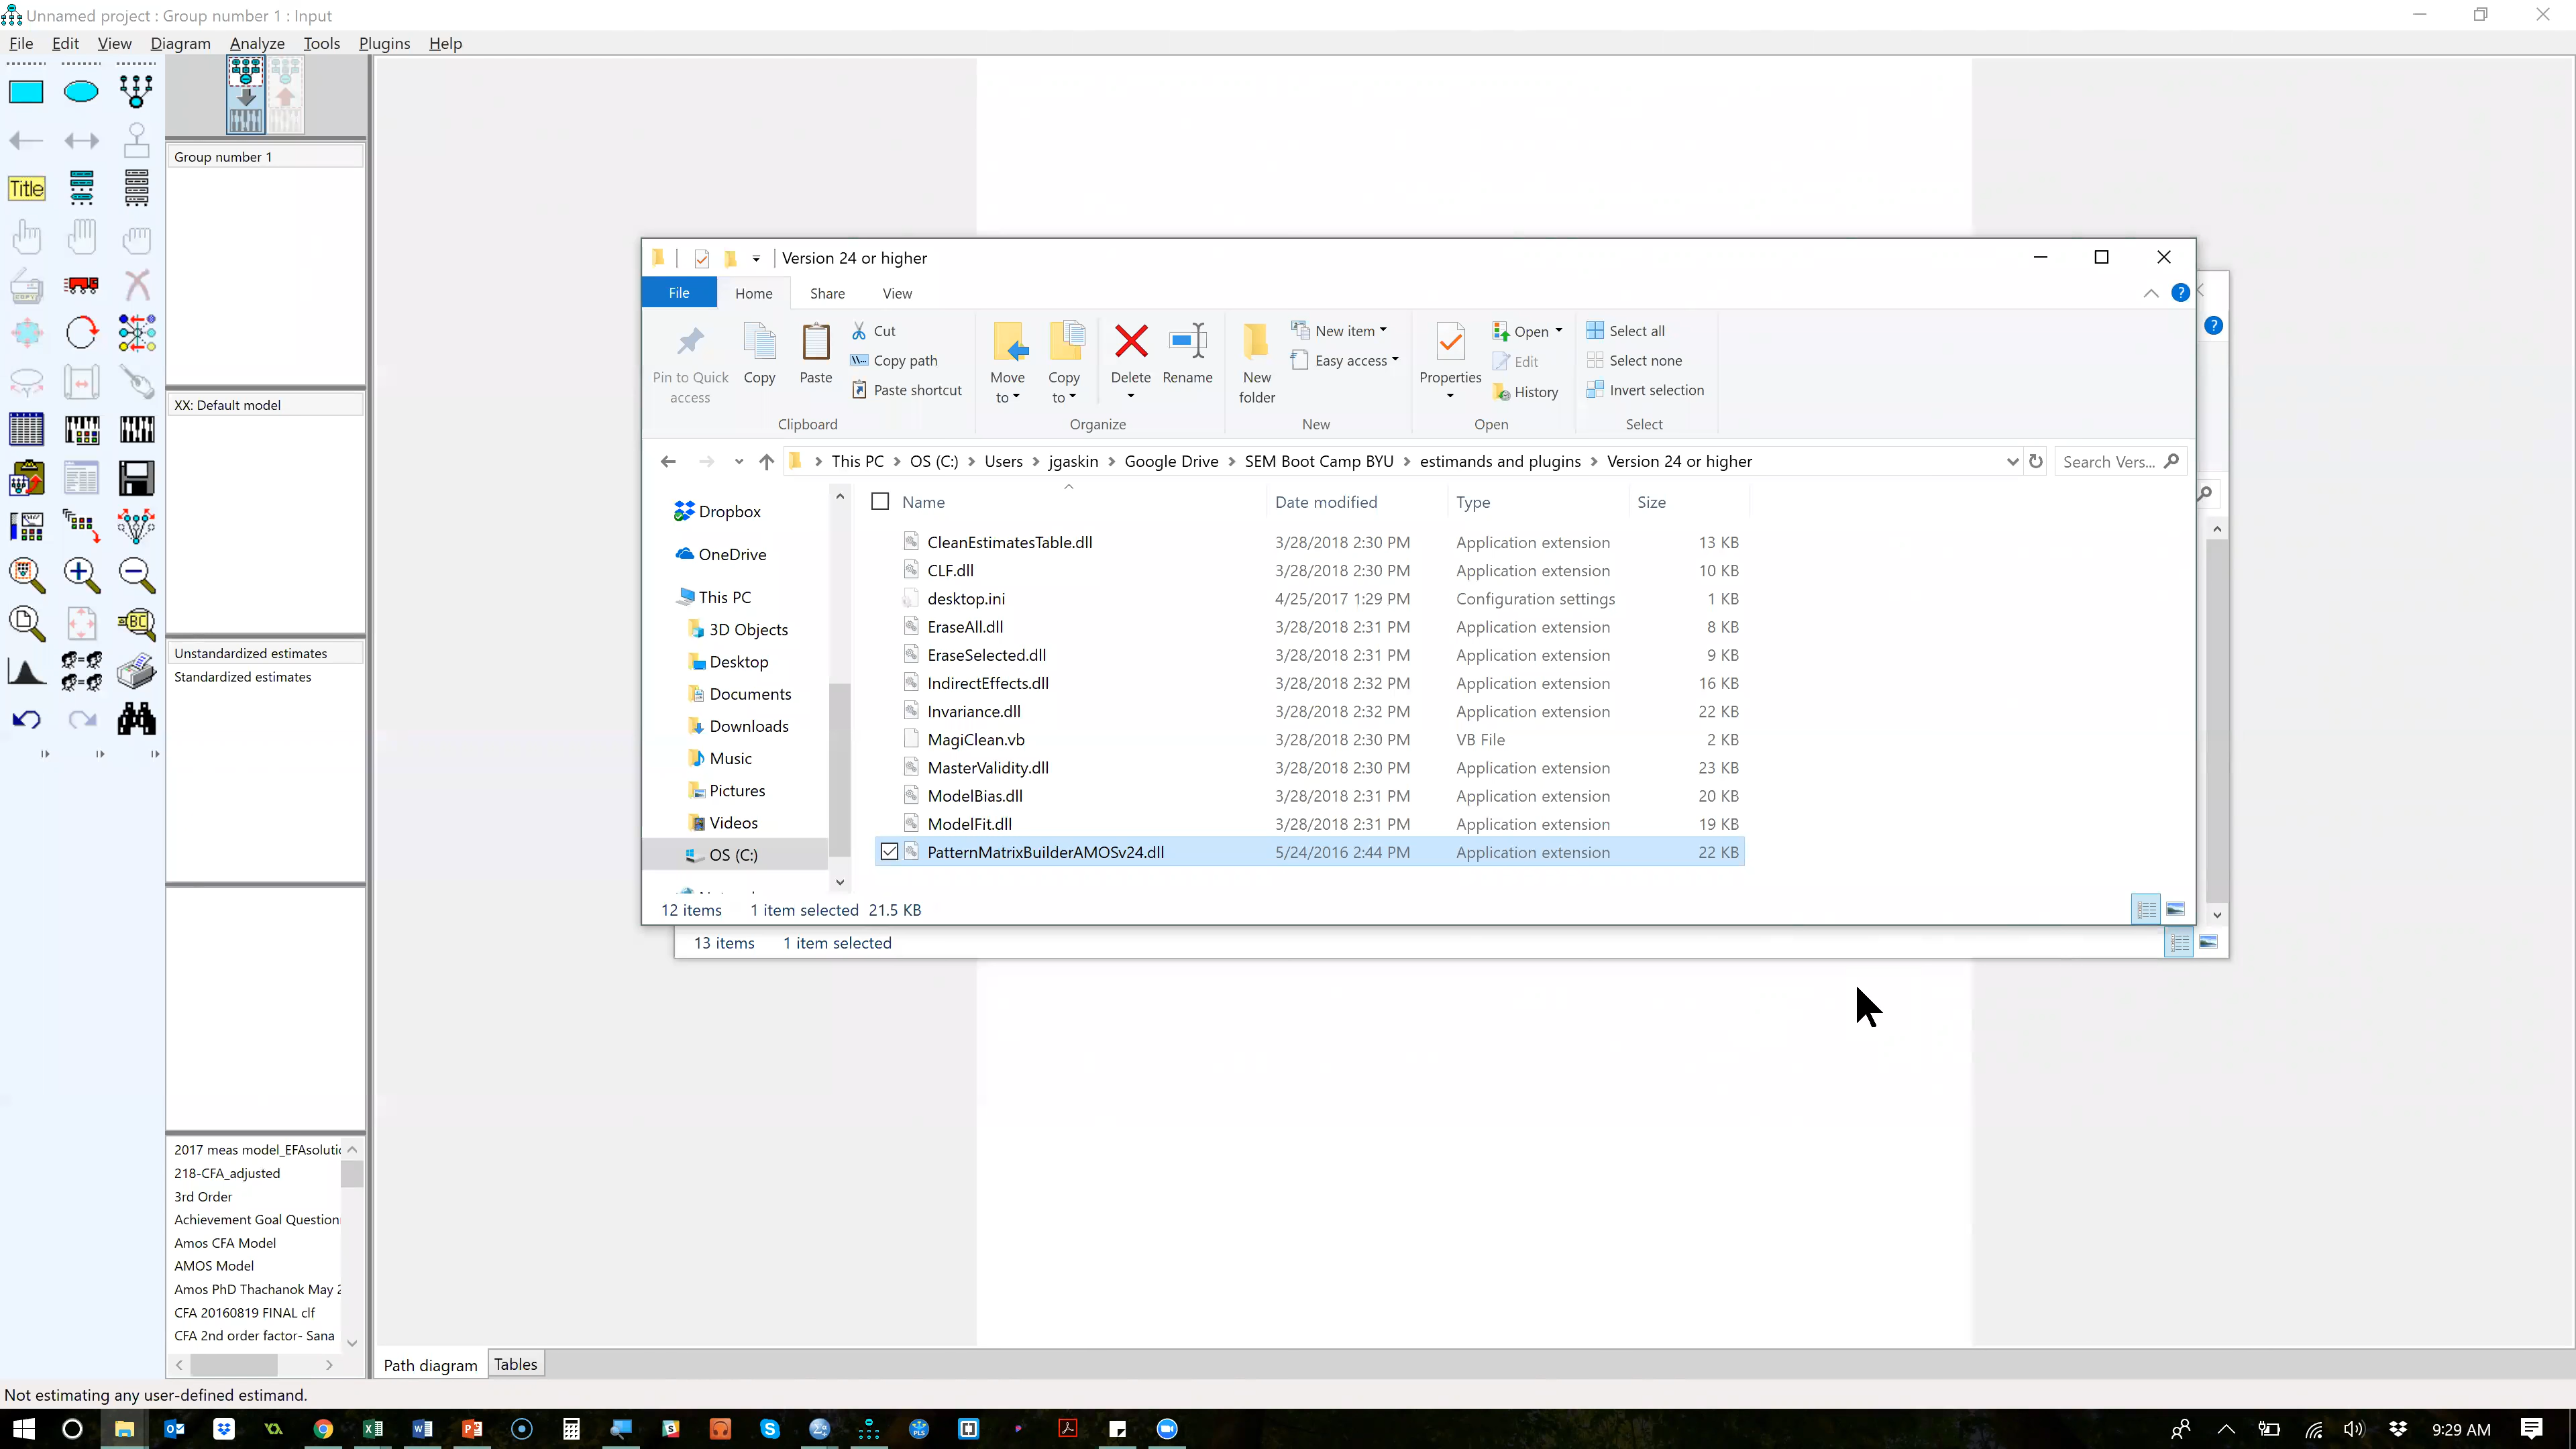 Unnamed project : Group number 1 : Input
File Edit View Diagram Analyze Tools Plugins Help
Title
Group number 1
XX: Default model
Unstandardized estimates
Standardized estimates
2017 meas model_EFAsoluti
218-CFA_adjusted
3rd Order
Achievement Goal Question
Amos CFA Model
AMOS Model
Amos PhD Thachanok May 2
CFA 20160819 FINAL clf
CFA 2nd order factor- Sana
Path diagram Tables
Not estimating any user-defined estimand.
Version 24 or higher
File Home Share View
Pin to Quick access
Copy
Paste
Cut
Copy path
Paste shortcut
Clipboard
Move to
Copy to
Delete
Rename
Organize
New folder
New item
Easy access
New
Properties
Open
Edit
History
Open
Select all
Select none
Invert selection
Select
This PC > OS (C:) > Users > jgaskin > Google Drive > SEM Boot Camp BYU > estimands and plugins > Version 24 or higher
Search Vers...
Dropbox
OneDrive
This PC
3D Objects
Desktop
Documents
Downloads
Music
Pictures
Videos
OS (C:)
Name Date modified Type Size
CleanEstimatesTable.dll 3/28/2018 2:30 PM Application extension 13 KB
CLF.dll 3/28/2018 2:30 PM Application extension 10 KB
desktop.ini 4/25/2017 1:29 PM Configuration settings 1 KB
EraseAll.dll 3/28/2018 2:31 PM Application extension 8 KB
EraseSelected.dll 3/28/2018 2:31 PM Application extension 9 KB
IndirectEffects.dll 3/28/2018 2:32 PM Application extension 16 KB
Invariance.dll 3/28/2018 2:32 PM Application extension 22 KB
MagiClean.vb 3/28/2018 2:30 PM VB File 2 KB
MasterValidity.dll 3/28/2018 2:30 PM Application extension 23 KB
ModelBias.dll 3/28/2018 2:31 PM Application extension 20 KB
ModelFit.dll 3/28/2018 2:31 PM Application extension 19 KB
PatternMatrixBuilderAMOSv24.dll 5/24/2016 2:44 PM Application extension 22 KB
12 items 1 item selected 21.5 KB
13 items 1 item selected
9:29 AM